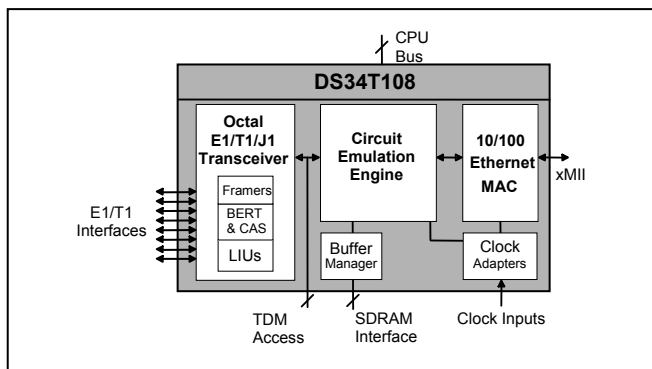 CPU
Bus
DS34T108
Octal
E1/T1/J1
Transceiver
Framers
BERT
& CAS
LIUs
Circuit
Emulation
Engine
10/100
Ethernet
MAC
xMII
E1/T1
Interfaces
Buffer
Manager
Clock
Adapters
TDM
Access
SDRAM
Interface
Clock Inputs